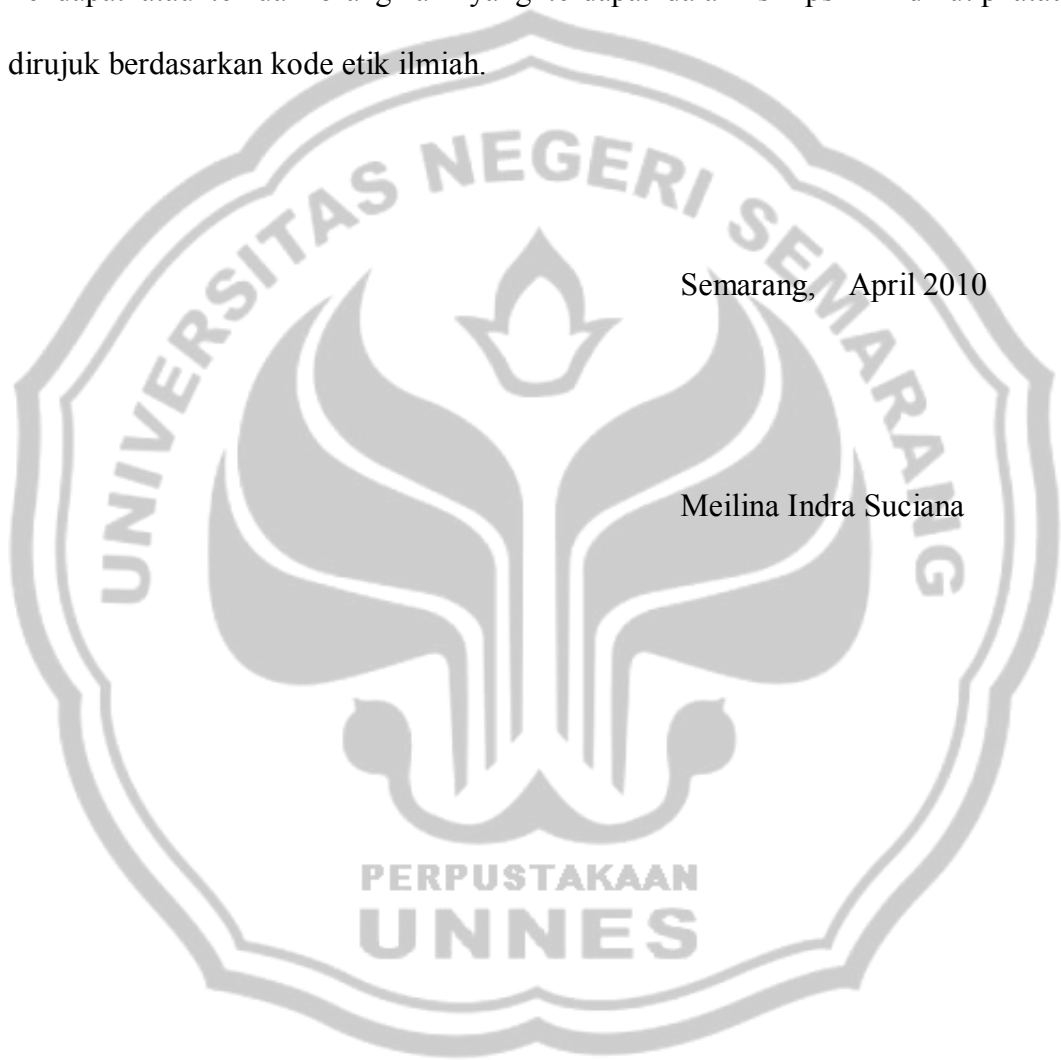 dirujuk berdasarkan kode etik ilmiah.
UNIVERSITAS NEGERI SEMARANG
Semarang, April 2010
Meilina Indra Suciana
PERPUSTAKAAN
UNNES